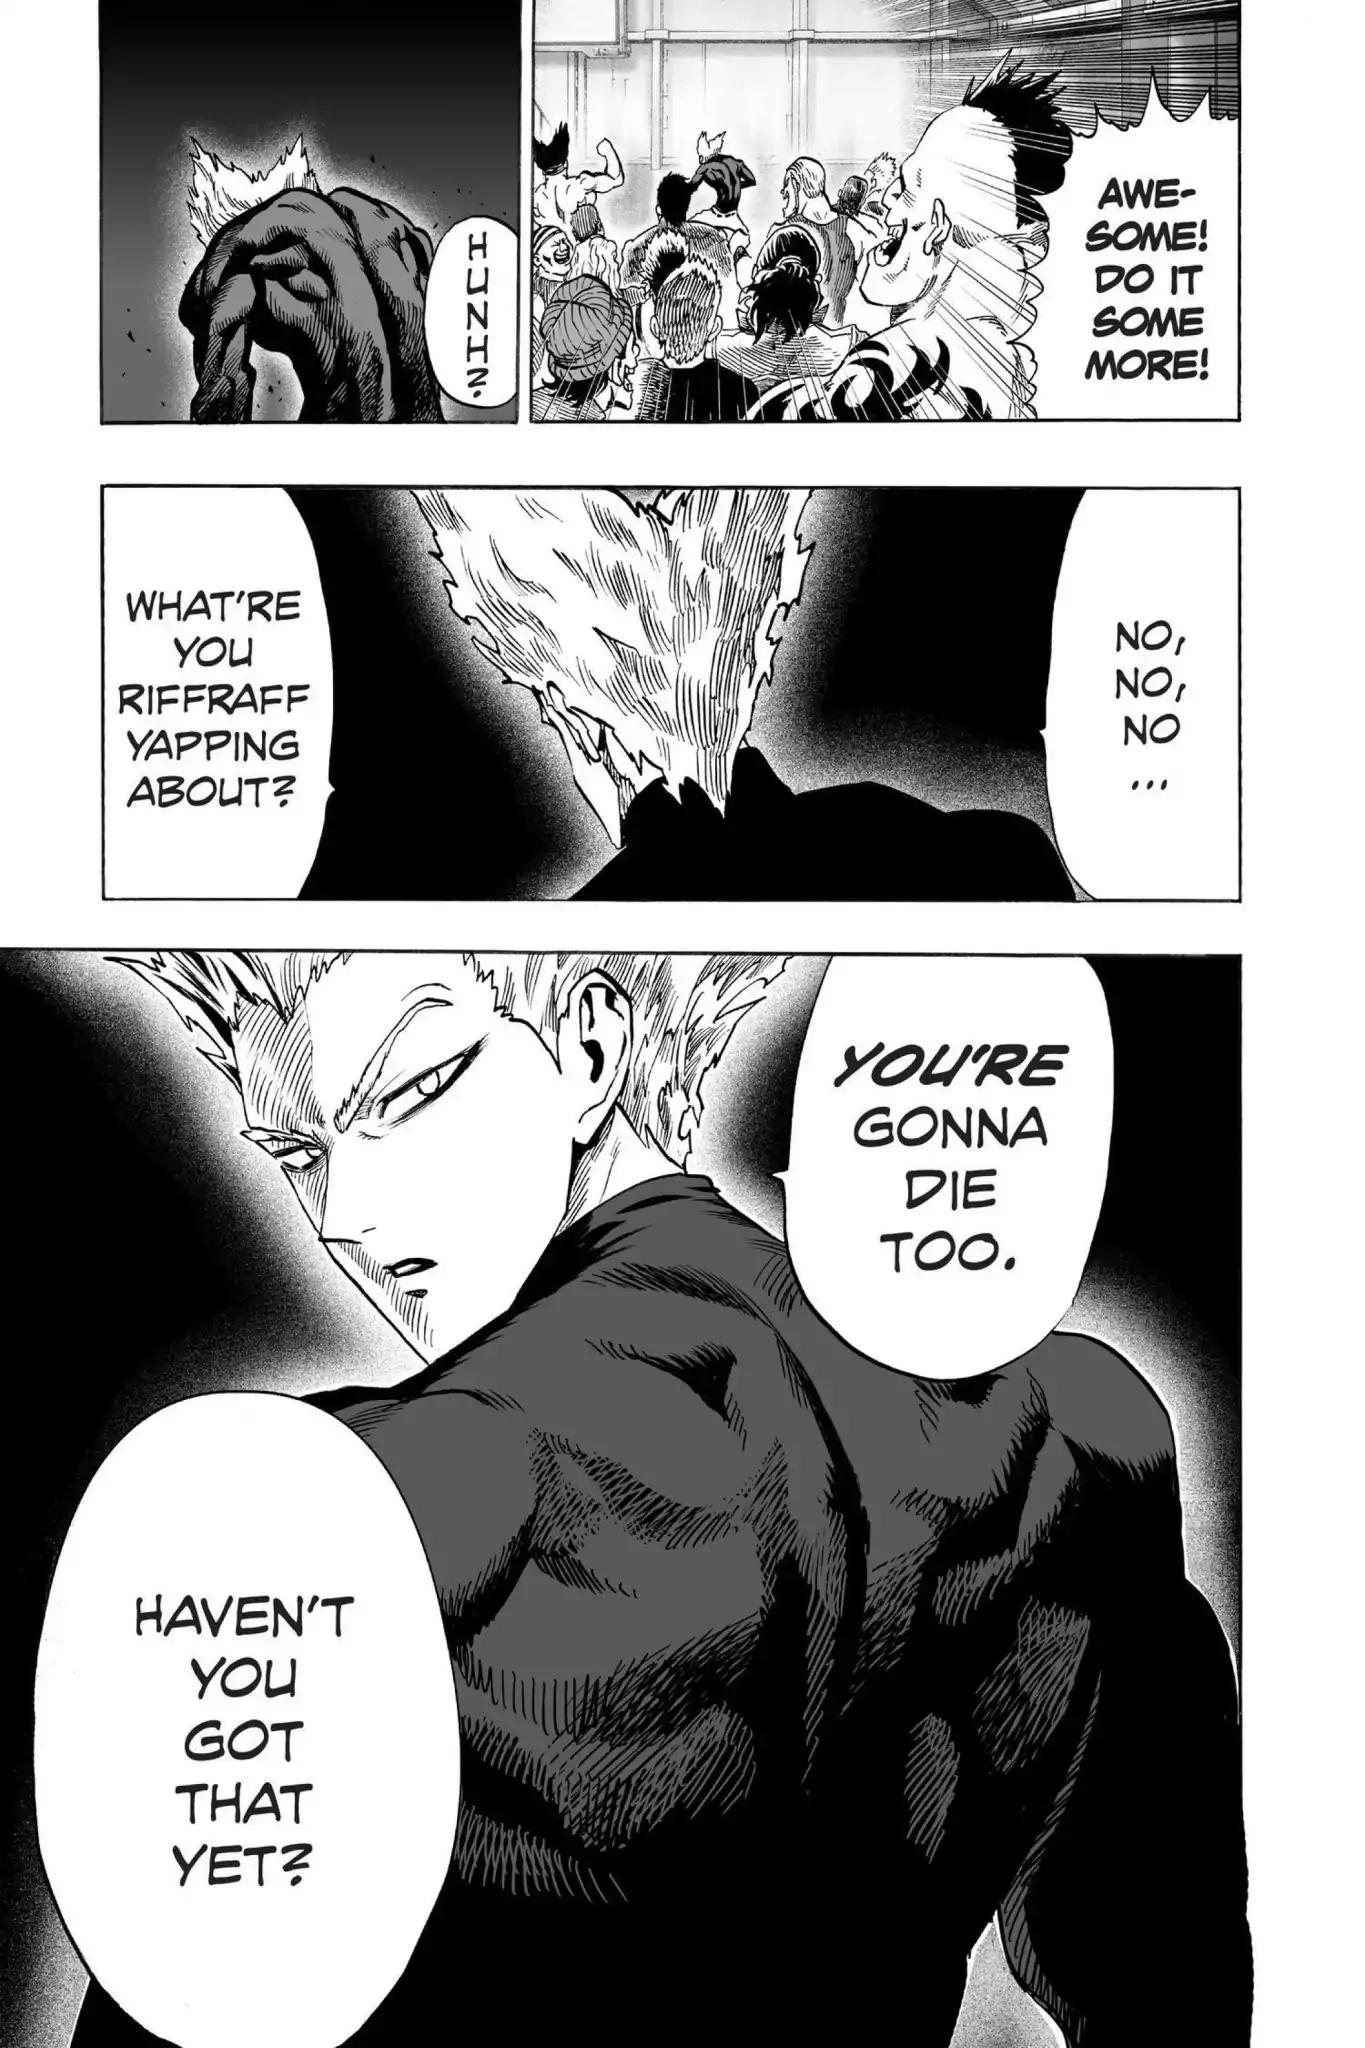 AWE-
SOME!
DO IT
SOME
MORE!
HUNH?
NO,
NO,
NO
...
WHAT'RE
YOU
RIFFRAFF
YAPPING
ABOUT?
YOU'RE
GONNA
DIE
TOO.
HAVEN'T
YOU
GOT
THAT
YET?